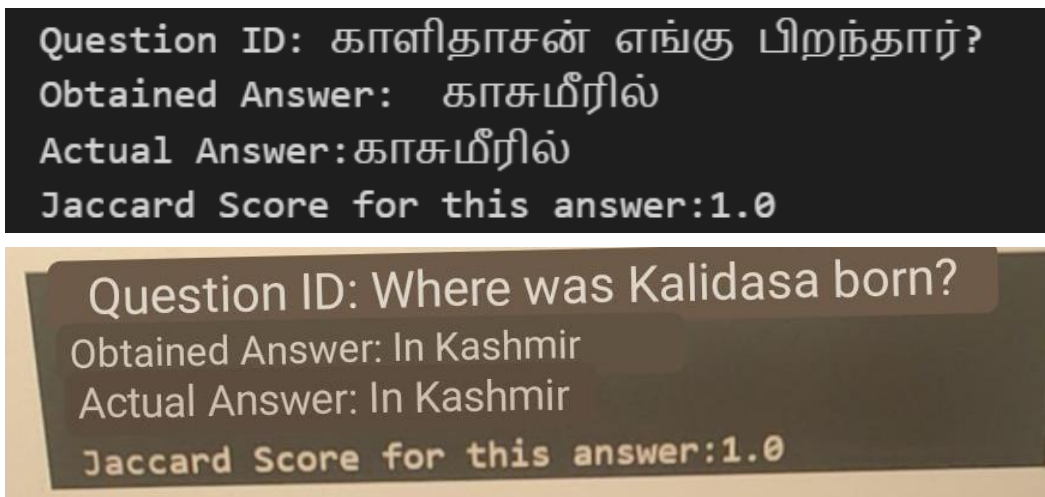 Question ID: காளிதாசன் எங்கு பிறந்தார்?
Obtained Answer: காசுமீரில்
Actual Answer:காசுமீரில்
Jaccard Score for this answer:1.0
Question ID: Where was Kalidasa born?
Obtained Answer: In Kashmir
Actual Answer: In Kashmir
Jaccard Score for this answer:1.0